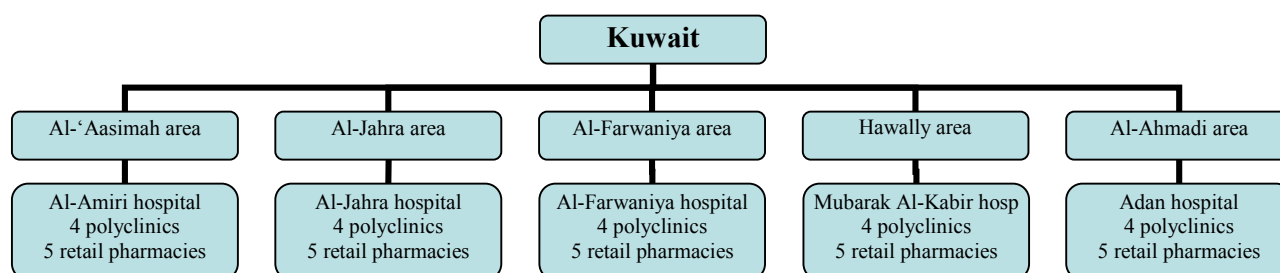 Kuwait
Al-‘Aasimah area
Al-Jahra area
Al-Farwaniya area
Hawally area
Al-Ahmadi area
Al-Amiri hospital
4 polyclinics
5 retail pharmacies
Al-Jahra hospital
4 polyclinics
5 retail pharmacies
Al-Farwaniya hospital
4 polyclinics
5 retail pharmacies
Mubarak Al-Kabir hosp
4 polyclinics
5 retail pharmacies
Adan hospital
4 polyclinics
5 retail pharmacies